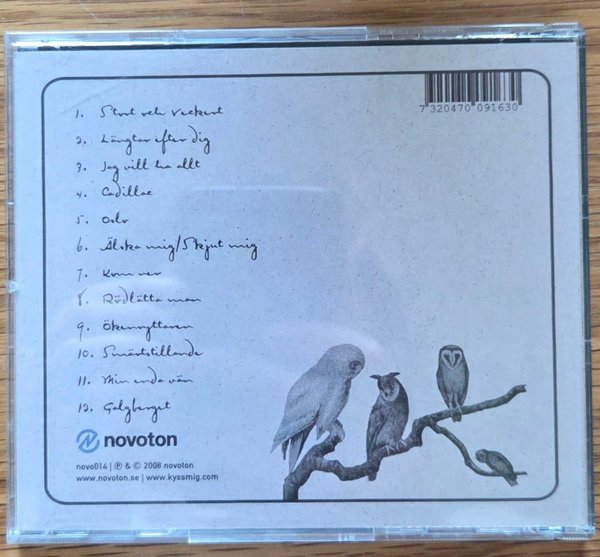 7 320470 091630
1. Stort och vackert
2. Längtar efter dig
3. Jag vill ha allt
4. Cadillac
5. Oslo
6. Älska mig/Skjut mig
7. Kom ner
8. Rödlätta man
9. Ökenryttaren
10. Smärtstillande
11. Min enda vän
12. Galgberget
novoton
novo014 | ℗ & © 2008 novoton
www.novoton.se | www.kyssmig.com